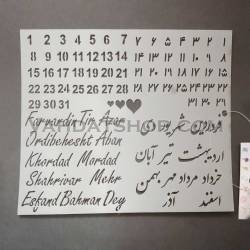 1 2 3 4 5 6 7
8 9 10 11 12 13 14
15 16 17 18 19 20 21
22 23 24 25 26 27 28
29 30 31
۱ ۲ ۳ ۴ ۵ ۶ ۷
۸ ۹ ۱۰ ۱۱ ۱۲ ۱۳ ۱۴
۱۵ ۱۶ ۱۷ ۱۸ ۱۹ ۲۰ ۲۱
۲۲ ۲۳ ۲۴ ۲۵ ۲۶ ۲۷ ۲۸
۲۹ ۳۰ ۳۱
Farvardin Tir Azar
Ordibehesht Aban
Khordad Mordad
Shahrivar Mehr
Esfand Bahman Dey
فروردین شهریور دی
اردیبهشت تیر آبان
خرداد مرداد مهر بهمن
اسفند آذر